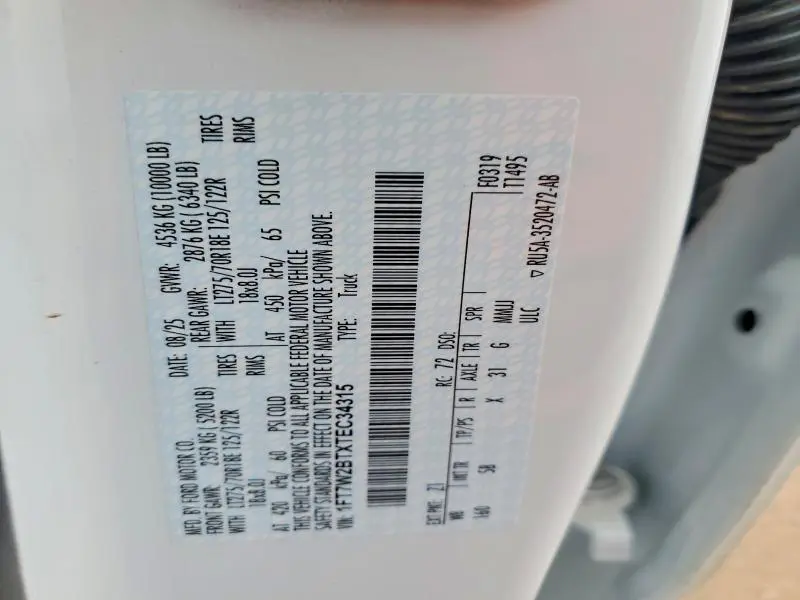 MFD. BY FORD MOTOR CO.
DATE: 08/25 GVWR: 4536 KG (10000 LB)
FRONT GAWR: 2359 KG ( 5200 LB) REAR GAWR: 2876 KG ( 6340 LB)
WITH LT275/70R18E 125/122R TIRES WITH LT275/70R18E 125/122R TIRES
18x8.0J RIMS 18x8.0J RIMS
AT 420 kPa/ 60 PSI COLD AT 450 kPa/ 65 PSI COLD
THIS VEHICLE CONFORMS TO ALL APPLICABLE FEDERAL MOTOR VEHICLE
SAFETY STANDARDS IN EFFECT ON THE DATE OF MANUFACTURE SHOWN ABOVE.
VIN: 1FT7W2BTXTEC34315 TYPE: Truck
F0319
T1495
EXT PNT: Z1 RC: 72 DSO:
WB INT TR TP/PS R AXLE TR SPR
160 SB X 31 G MMUJ
ULC
▽ RU5A-3520472-AB